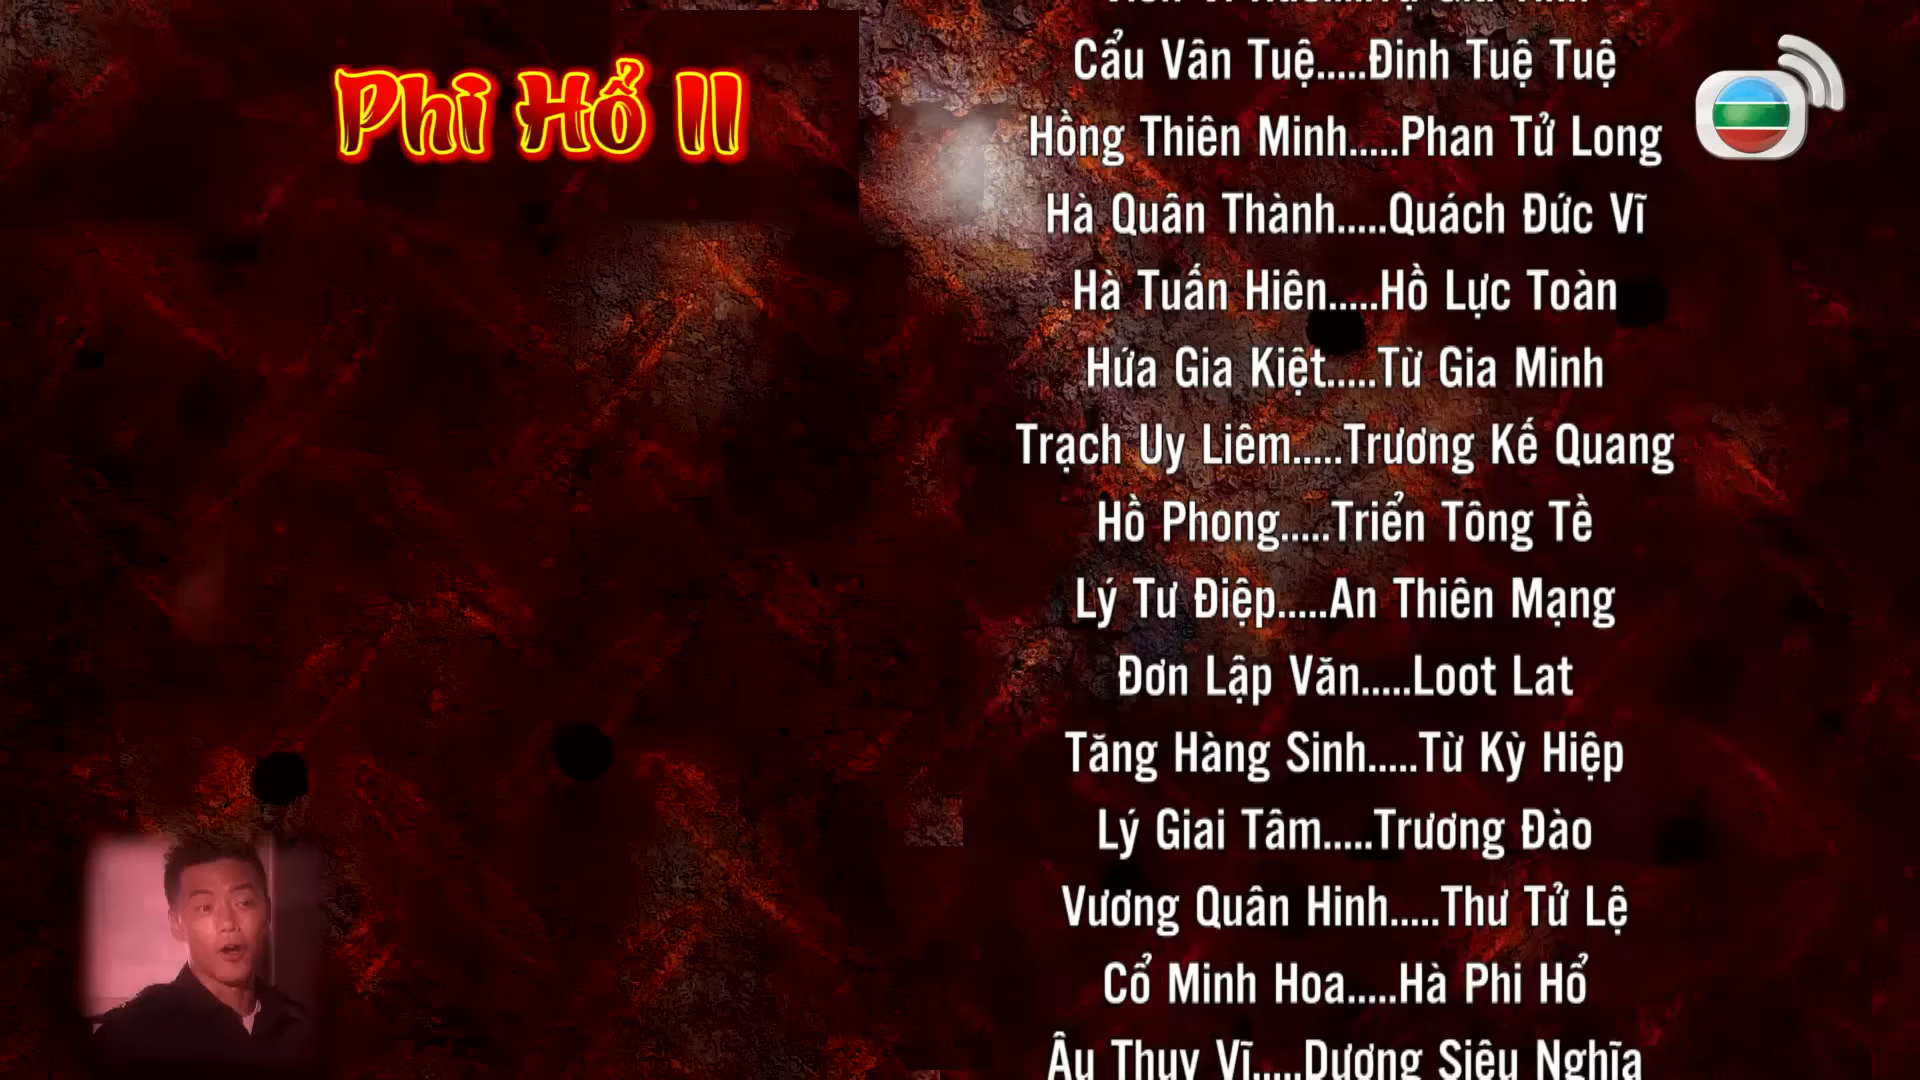 Phi Hổ II
Cẩu Vân Tuệ.....Đinh Tuệ Tuệ
Hồng Thiên Minh.....Phan Tử Long
Hà Quân Thành.....Quách Đức Vĩ
Hà Tuấn Hiên.....Hồ Lực Toàn
Hứa Gia Kiệt.....Từ Gia Minh
Trạch Uy Liêm.....Trương Kế Quang
Hồ Phong.....Triển Tông Tề
Lý Tư Điệp.....An Thiên Mạng
Đơn Lập Văn.....Loot Lat
Tăng Hàng Sinh.....Từ Kỳ Hiệp
Lý Giai Tâm.....Trương Đào
Vương Quân Hinh.....Thư Tử Lệ
Cổ Minh Hoa.....Hà Phi Hổ
Âu Thụy Vĩ.....Dương Siêu Nghĩa